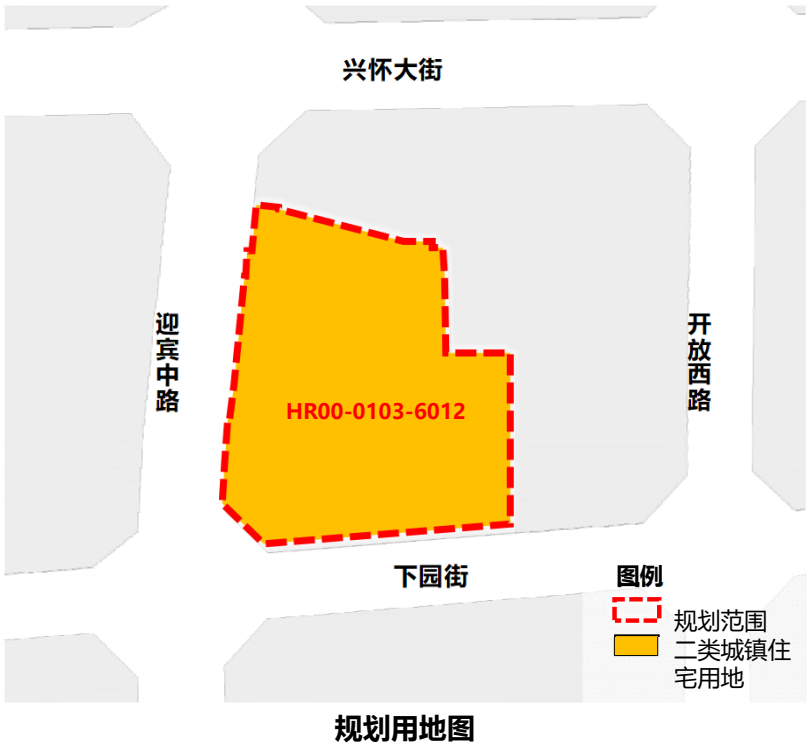 兴怀大街
迎宾中路
开放西路
HR00-0103-6012
下园街
图例
规划范围
二类城镇住
宅用地
规划用地图